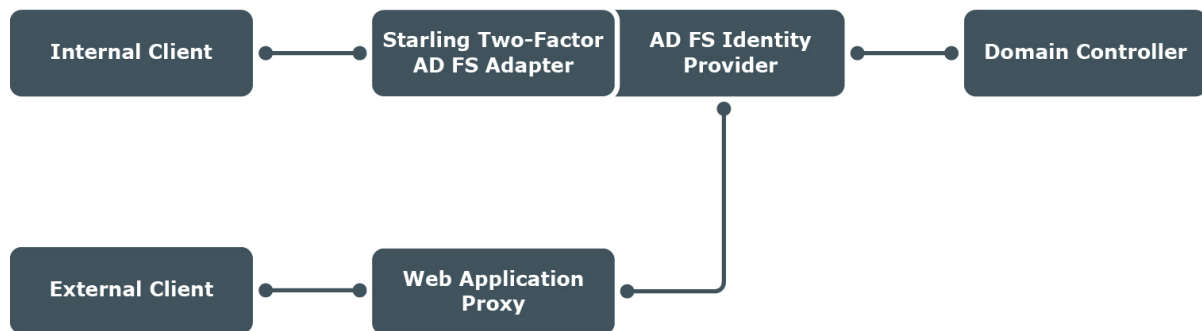 Internal Client
Starling Two-Factor
AD FS Adapter
AD FS Identity
Provider
Domain Controller
External Client
Web Application
Proxy